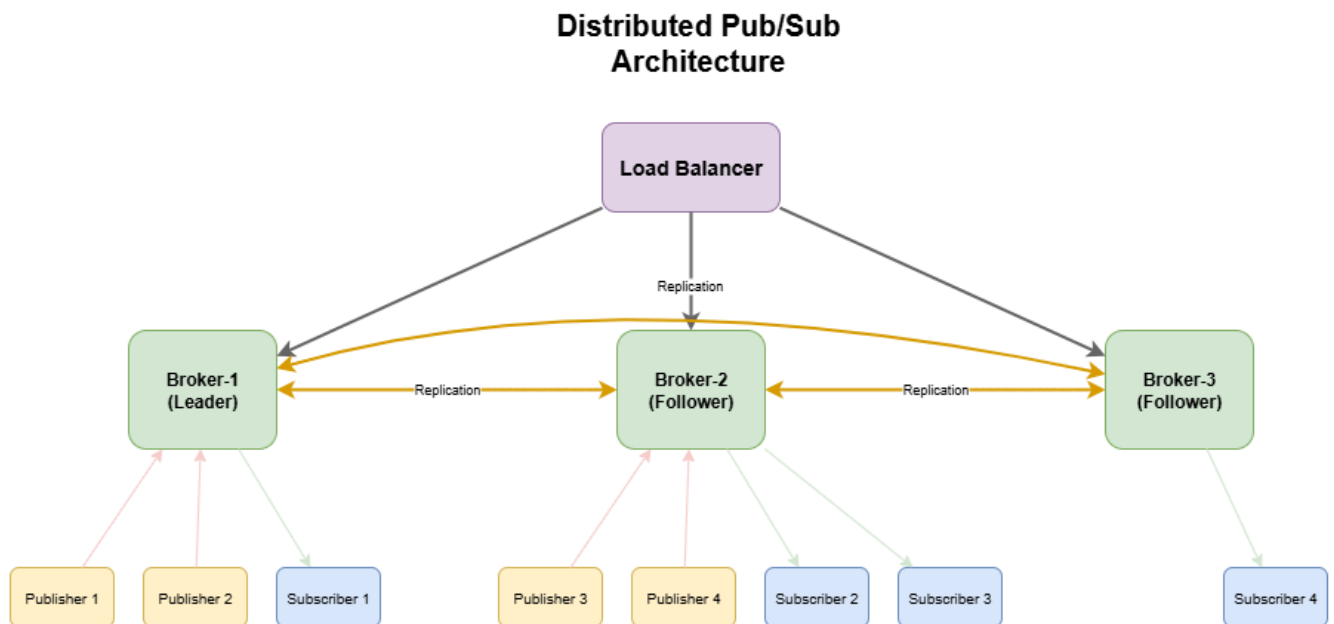 Distributed Pub/Sub
Architecture
Load Balancer
Replication
Broker-1
(Leader)
Replication
Broker-2
(Follower)
Replication
Broker-3
(Follower)
Publisher 1
Publisher 2
Subscriber 1
Publisher 3
Publisher 4
Subscriber 2
Subscriber 3
Subscriber 4